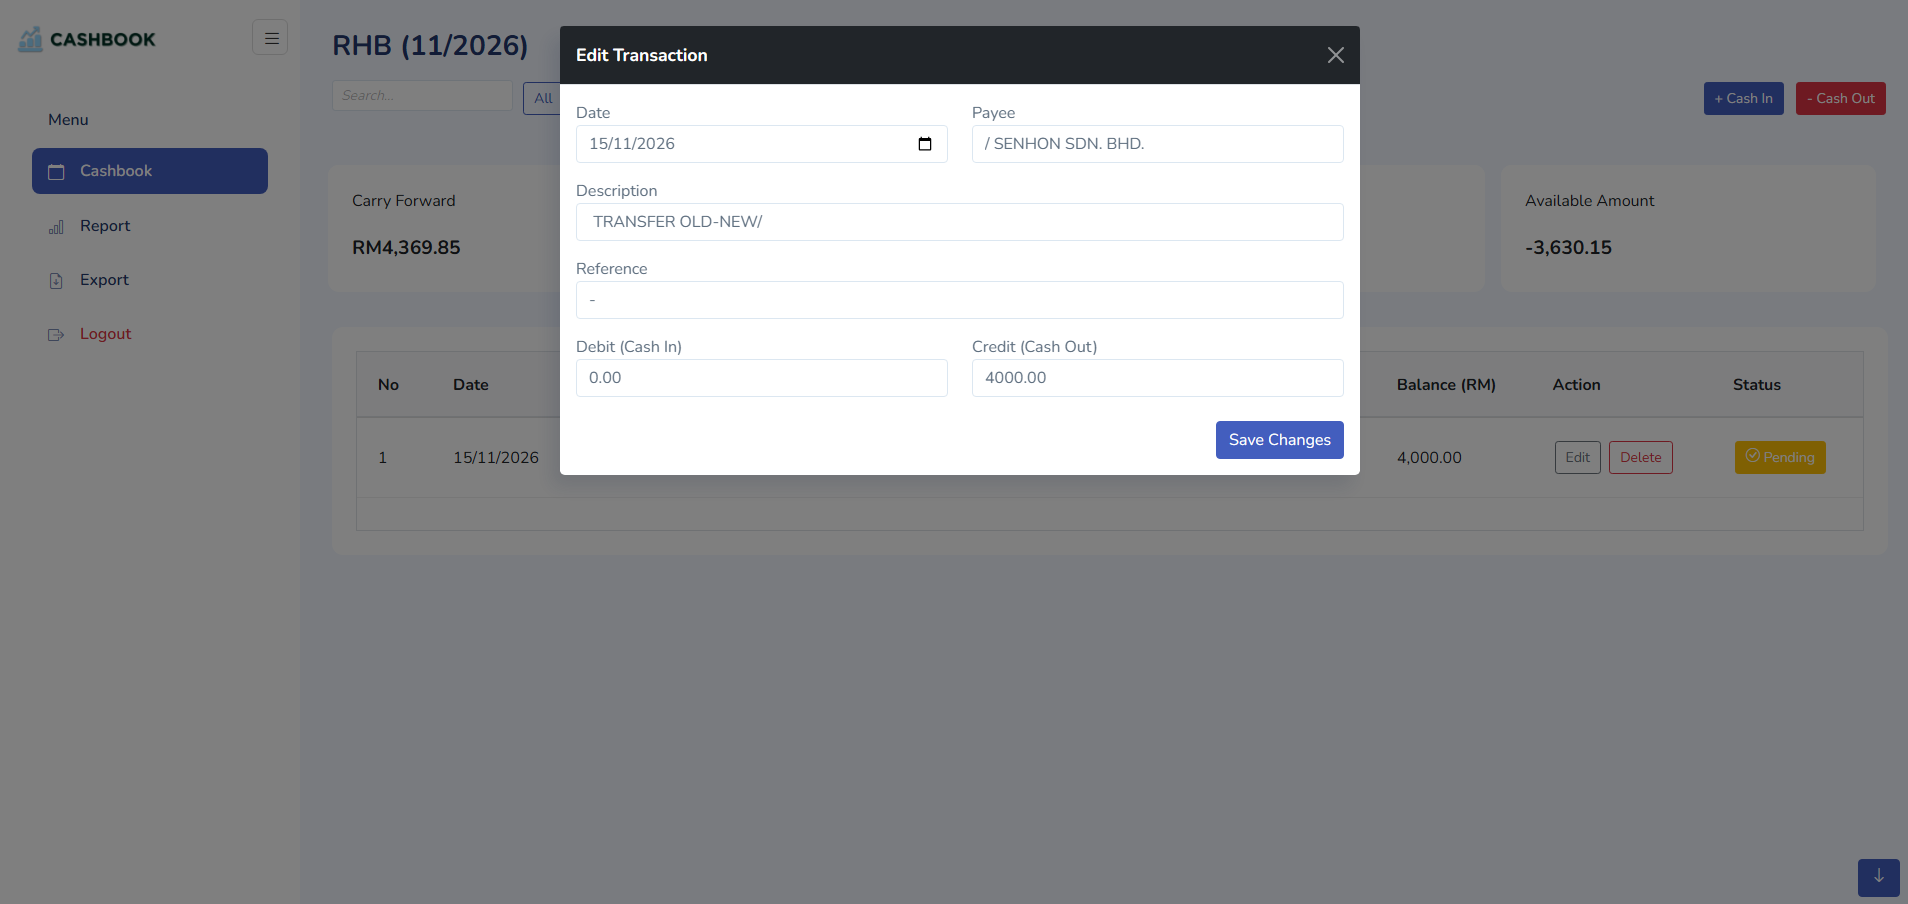 CASHBOOK
Menu
Cashbook
Report
Export
Logout
RHB (11/2026)
Search...
All
+ Cash In
- Cash Out
Carry Forward
RM4,369.85
Available Amount
-3,630.15
No
Date
Balance (RM)
Action
Status
1
15/11/2026
4,000.00
Edit
Delete
Pending
Edit Transaction
Date
Payee
15/11/2026
/ SENHON SDN. BHD.
Description
TRANSFER OLD-NEW/
Reference
-
Debit (Cash In)
Credit (Cash Out)
0.00
4000.00
Save Changes